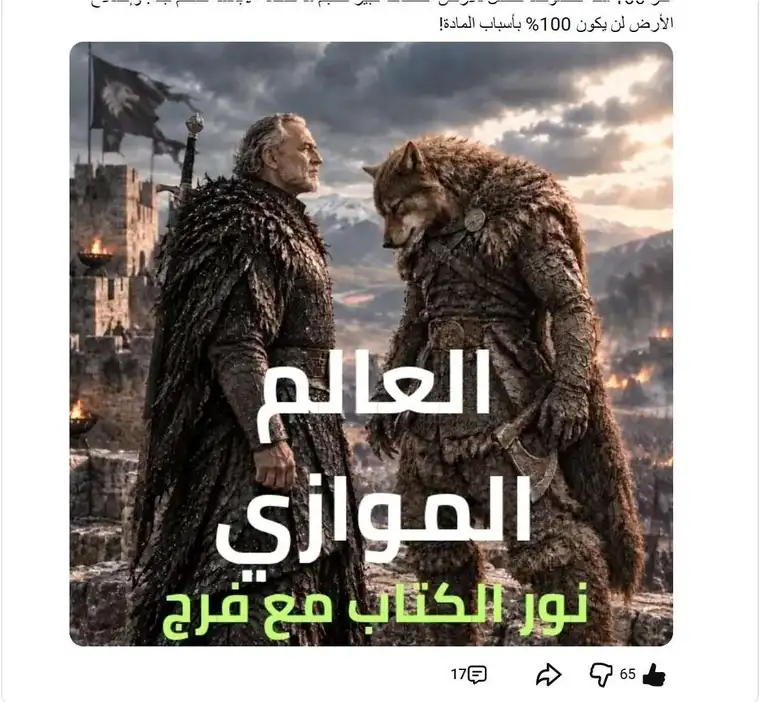 الأرض لن يكون 100% بأسباب المادة!
العالم
الموازي
نور الكتاب مع فرج
65
17